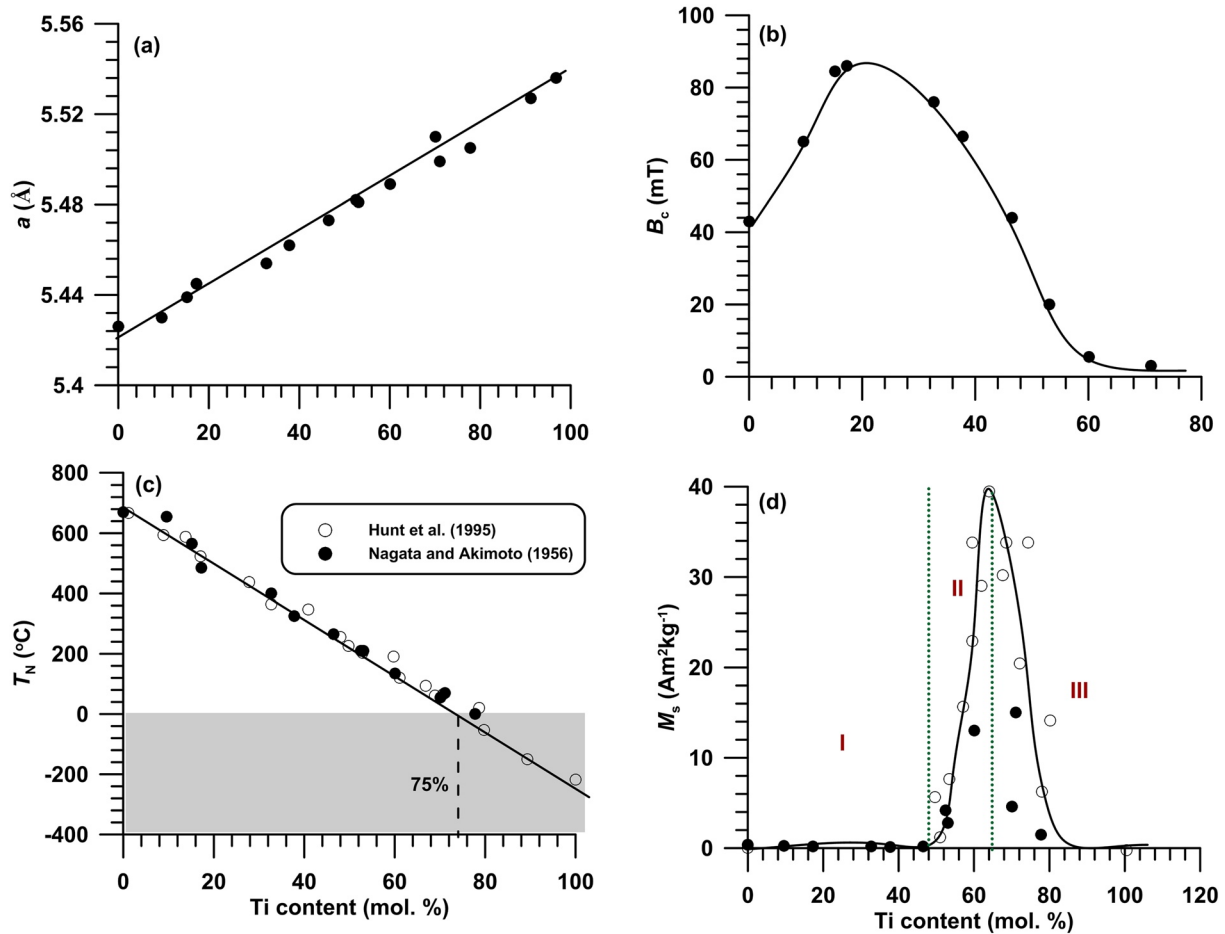 (a)
5.56
5.52
5.48
5.44
5.4
a (Å)
0 20 40 60 80 100
(b)
100
80
60
40
20
0
Bc (mT)
0 20 40 60 80
(c)
800
600
400
200
0
-200
-400
TN (°C)
Hunt et al. (1995)
Nagata and Akimoto (1956)
75%
0 20 40 60 80 100
Ti content (mol. %)
(d)
40
30
20
10
0
Ms (Am²kg⁻¹)
I
II
III
0 20 40 60 80 100 120
Ti content (mol. %)